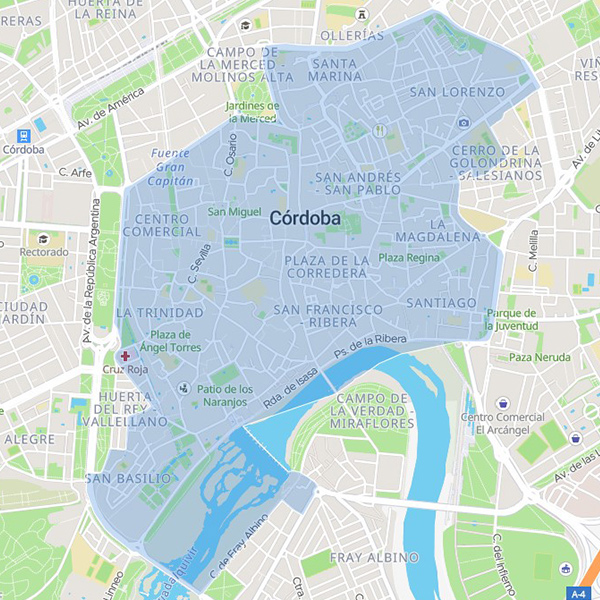 HUERTA DE
LA REINA
RERAS
OLLERÍAS
CAMPO DE
LA MERCED -
MOLINOS ALTA
SANTA
MARINA
SAN LORENZO
VIÑ
RES
Av. de América
Jardines de
la Merced
Córdoba
C. Osario
Fuente
Gran
Capitán
C. Arfe
CERRO DE LA
GOLONDRINA
- SALESIANOS
SAN ANDRÉS
- SAN PABLO
Av. de la República Argentina
CENTRO
COMERCIAL
San Miguel
Córdoba
LA
MAGDALENA
Rectorado
C. Sevilla
PLAZA DE LA
CORREDERA
Plaza Regina
C. Melilla
CIUDAD
JARDÍN
LA TRINIDAD
SAN FRANCISCO
- RIBERA
SANTIAGO
Parque de
la Juventud
Plaza de
Ángel Torres
Ps. de la Ribera
Cruz Roja
Paza Neruda
Rda. de Isasa
Patio de los
Naranjos
HUERTA
DEL REY -
VALLELLANO
CAMPO DE
LA VERDAD -
MIRAFLORES
Centro Comercial
El Arcángel
ALEGRE
Av. de las L
SAN BASILIO
C. de Fray Albino
FRAY ALBINO
C. del Infierno
Linneo
Ctra
A-4